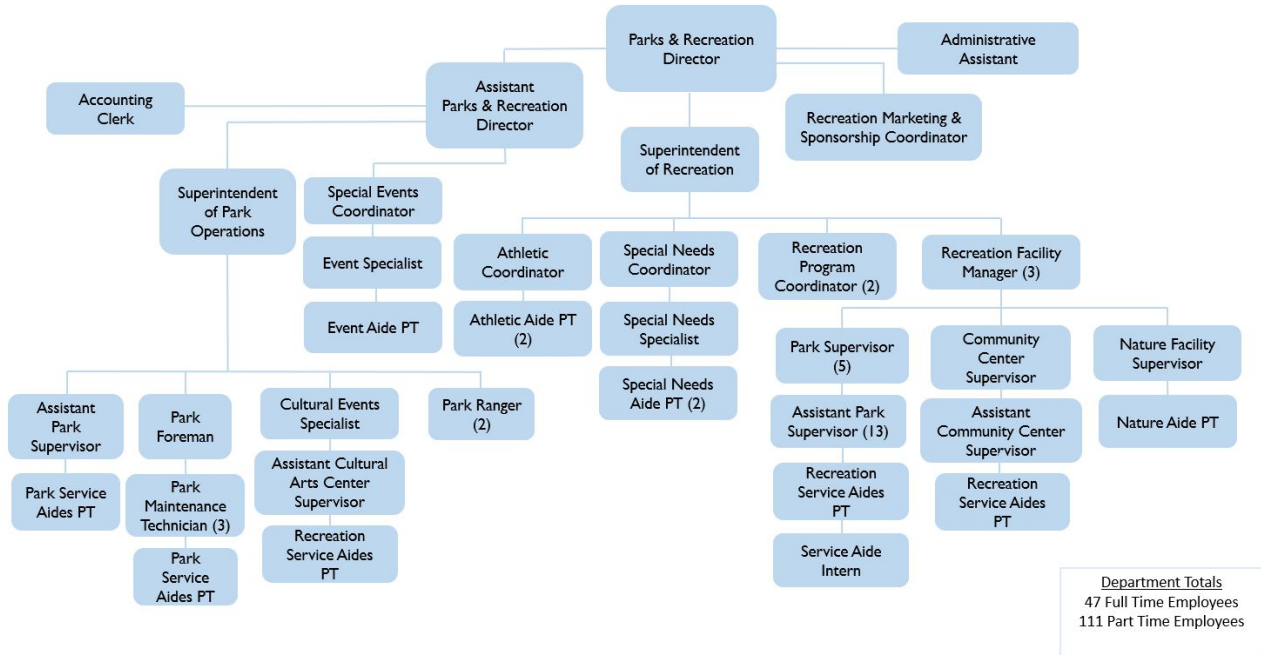 Parks & Recreation
Director
Administrative
Assistant
Assistant
Parks & Recreation
Director
Accounting
Clerk
Recreation Marketing &
Sponsorship Coordinator
Superintendent
of Recreation
Superintendent
of Park
Operations
Special Events
Coordinator
Event Specialist
Event Aide PT
Athletic
Coordinator
Athletic Aide PT
(2)
Special Needs
Coordinator
Special Needs
Specialist
Special Needs
Aide PT (2)
Recreation
Program
Coordinator (2)
Recreation Facility
Manager (3)
Park Supervisor
(5)
Assistant Park
Supervisor (13)
Recreation
Service Aides
PT
Service Aide
Intern
Community
Center
Supervisor
Assistant
Community Center
Supervisor
Recreation
Service Aides
PT
Nature Facility
Supervisor
Nature Aide PT
Assistant
Park
Supervisor
Park Service
Aides PT
Park
Foreman
Park
Maintenance
Technician (3)
Park
Service
Aides PT
Cultural Events
Specialist
Assistant Cultural
Arts Center
Supervisor
Recreation
Service Aides
PT
Park Ranger
(2)
Department Totals
47 Full Time Employees
111 Part Time Employees